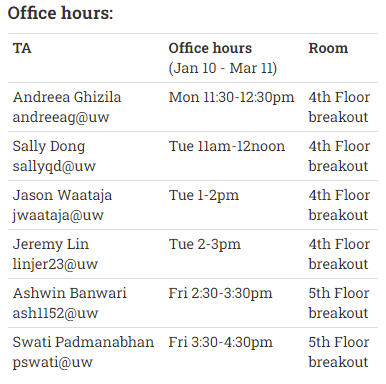 Office hours:
TA Office hours Room
(Jan 10 - Mar 11)
Andreea Ghizila Mon 11:30-12:30pm 4th Floor
andreeag@uw breakout
Sally Dong Tue 11am-12noon 4th Floor
sallyqd@uw breakout
Jason Waataja Tue 1-2pm 4th Floor
jwaataja@uw breakout
Jeremy Lin Tue 2-3pm 4th Floor
linjer23@uw breakout
Ashwin Banwari Fri 2:30-3:30pm 5th Floor
ash1152@uw breakout
Swati Padmanabhan Fri 3:30-4:30pm 5th Floor
pswati@uw breakout